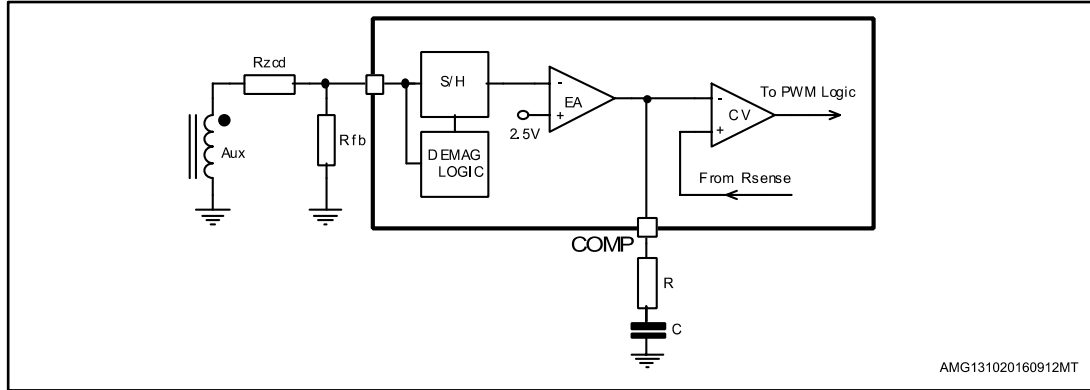 Rzcd
S/H
-
EA
+
2.5V
-
CV
+
To PWM Logic
Aux
Rfb
DEMAG
LOGIC
From Rsense
COMP
R
C
AMG131020160912MT